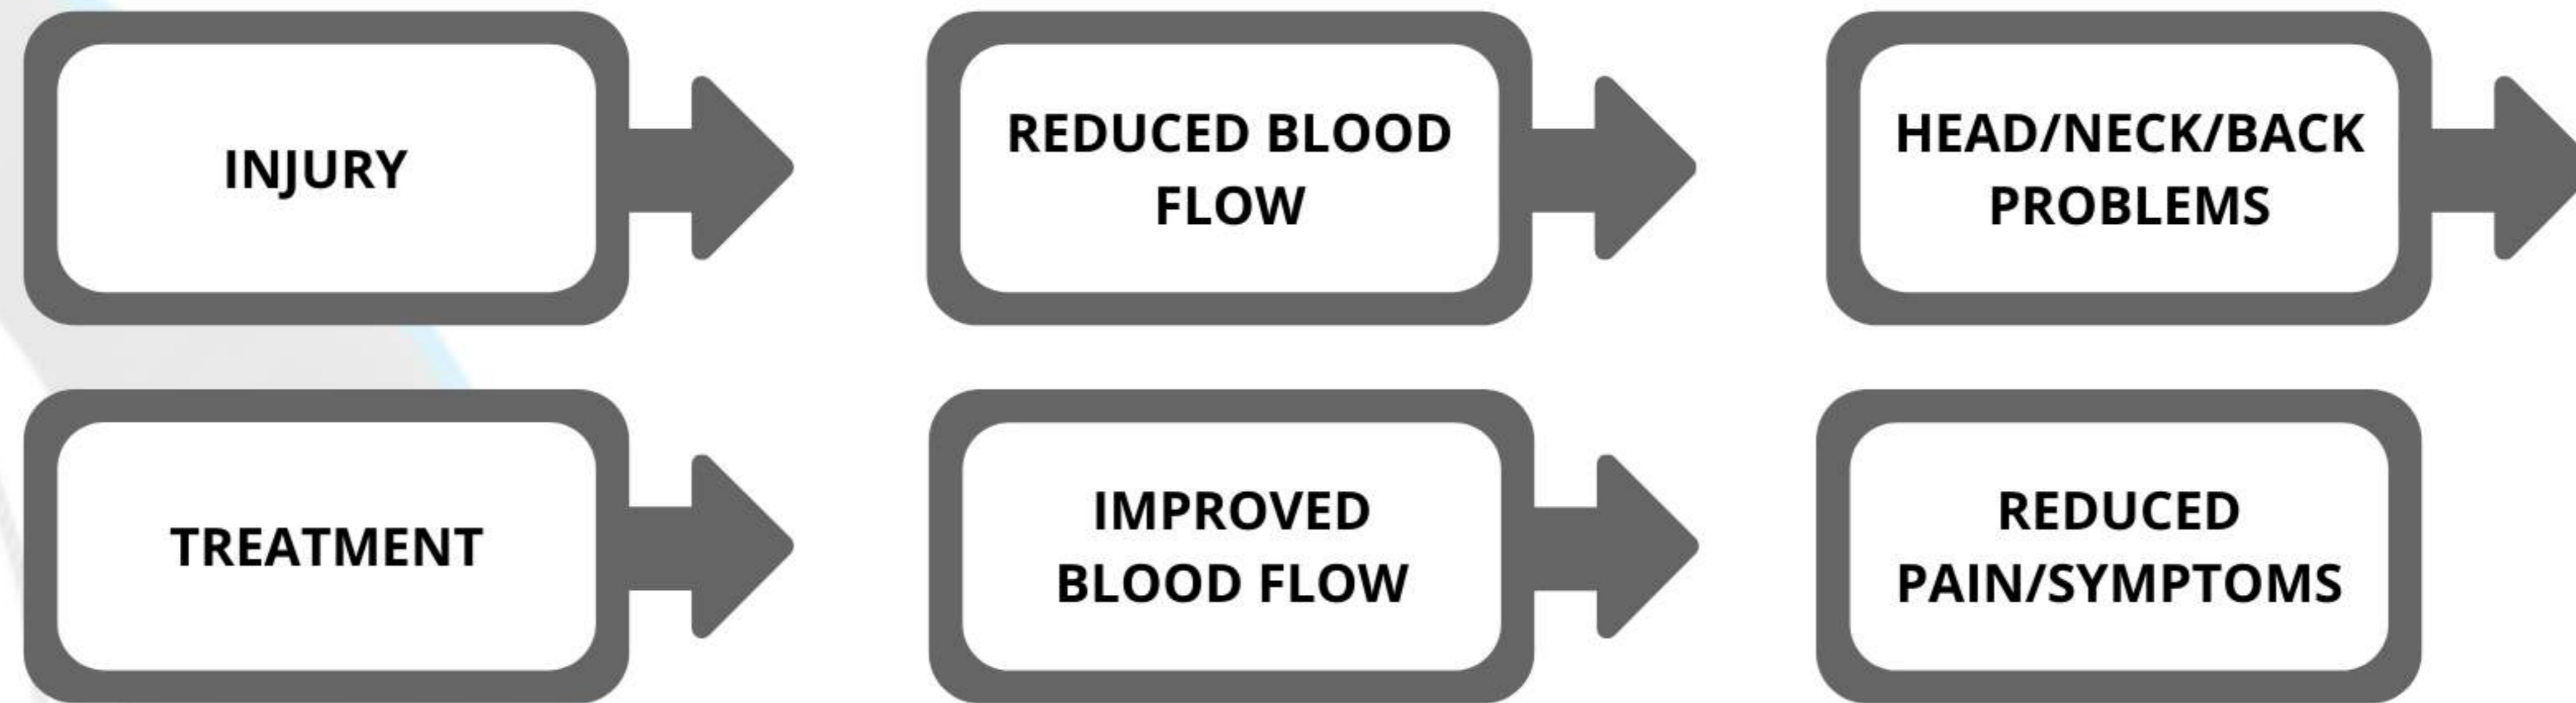 INJURY
REDUCED BLOOD
FLOW
HEAD/NECK/BACK
PROBLEMS
TREATMENT
IMPROVED
BLOOD FLOW
REDUCED
PAIN/SYMPTOMS